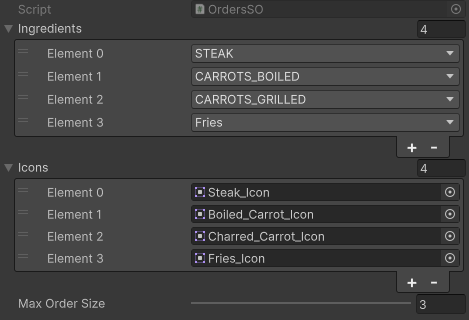 Script OrdersSO
Ingredients 4
Element 0 STEAK
Element 1 CARROTS_BOILED
Element 2 CARROTS_GRILLED
Element 3 Fries
+ -
Icons 4
Element 0 Steak_Icon
Element 1 Boiled_Carrot_Icon
Element 2 Charred_Carrot_Icon
Element 3 Fries_Icon
+ -
Max Order Size 3